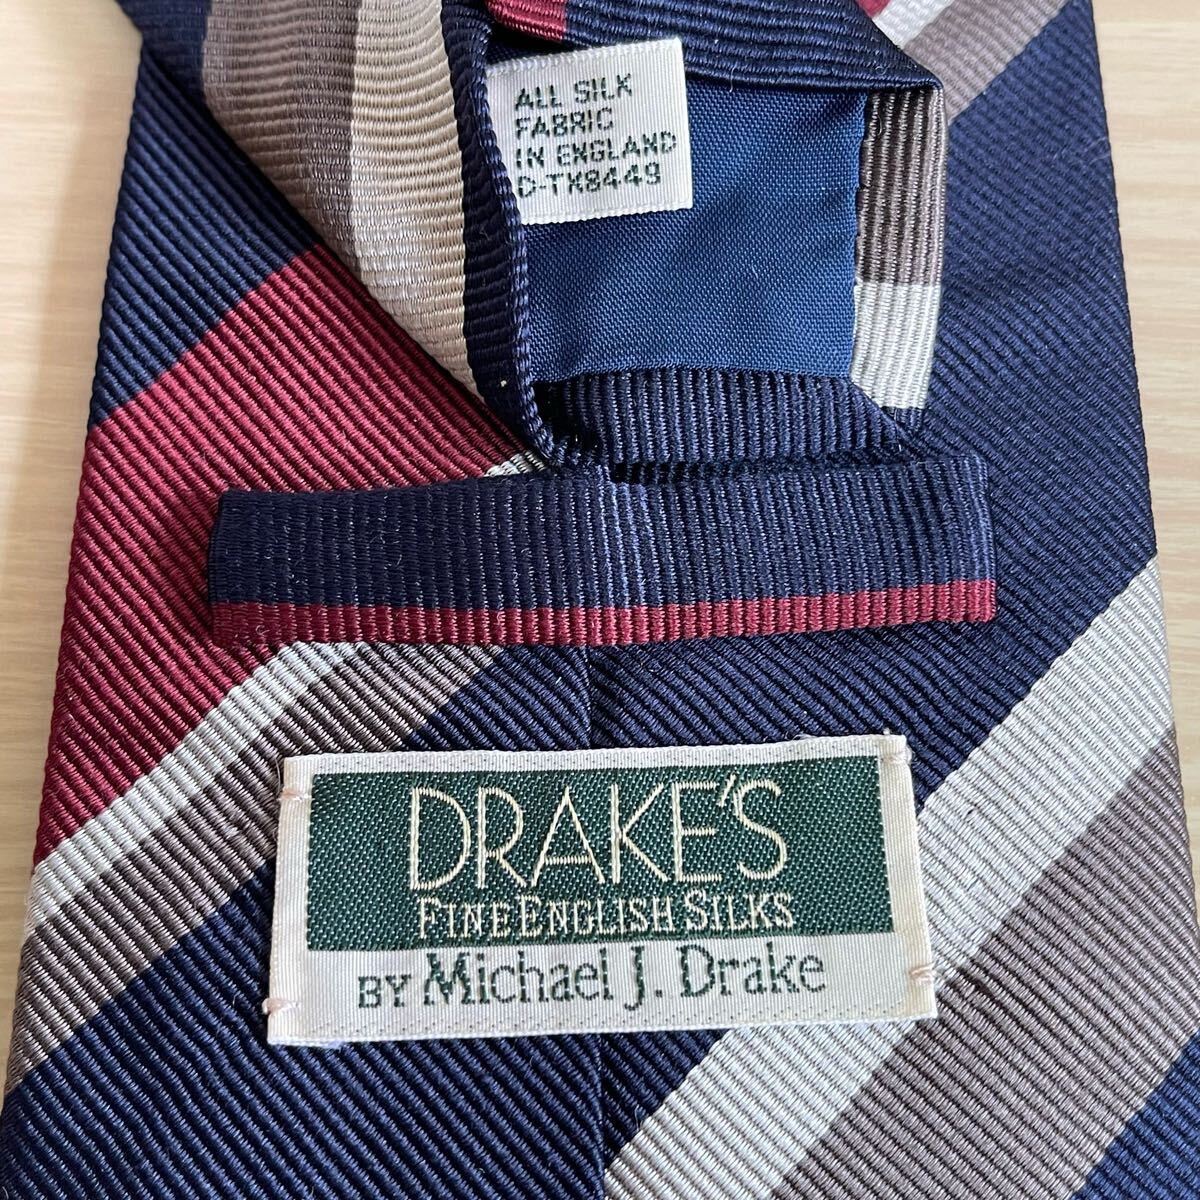 ALL SILK
FABRIC
IN ENGLAND
D-TK8449
DRAKE'S
FINE ENGLISH SILKS
BY Michael J. Drake